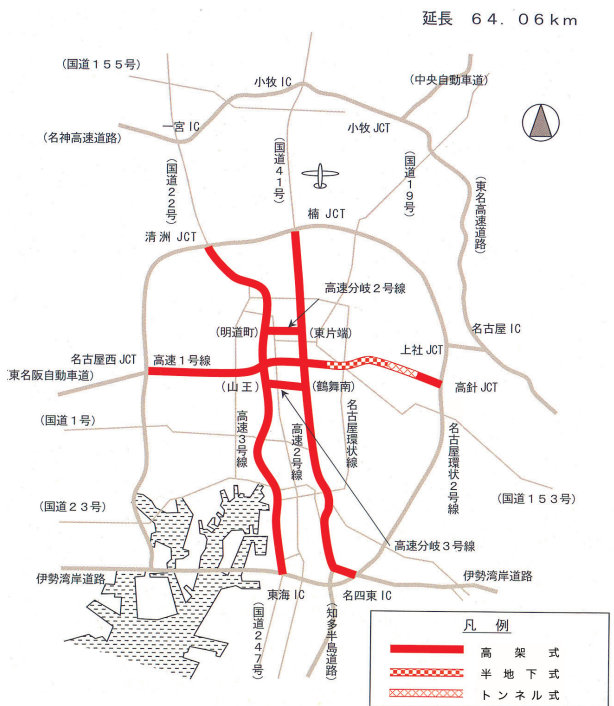 延長　６４．０６ｋｍ
（国道１５５号）
小牧 IC
（中央自動車道）
一宮 IC
小牧 JCT
（名神高速道路）
（国道２２号）
（国道４１号）
（国道１９号）
（東名高速道路）
楠 JCT
清洲 JCT
高速分岐２号線
（明道町）
（東片端）
名古屋 IC
上社 JCT
名古屋西 JCT
高速１号線
（東名阪自動車道）
（山王）
（鶴舞南）
高針 JCT
（国道１号）
高速３号線
高速２号線
名古屋環状線
名古屋環状２号線
（国道１５３号）
（国道２３号）
高速分岐３号線
伊勢湾岸道路
伊勢湾岸道路
東海 IC
名四東 IC
（国道２４７号）
（知多半島道路）
凡　例
高　架　式
半　地　下　式
トンネル式